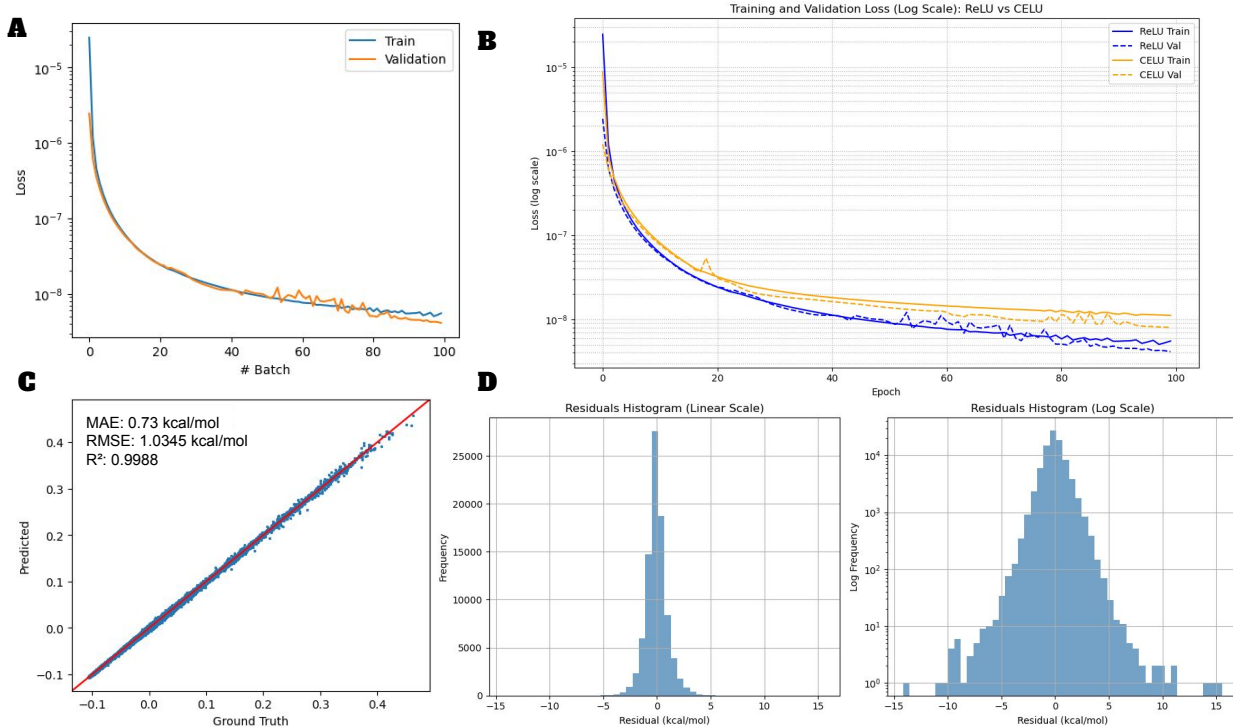 A
Train
Validation
10⁻⁵
10⁻⁶
10⁻⁷
10⁻⁸
Loss
0 20 40 60 80 100
# Batch
B
Training and Validation Loss (Log Scale): ReLU vs CELU
ReLU Train
ReLU Val
CELU Train
CELU Val
10⁻⁵
10⁻⁶
10⁻⁷
10⁻⁸
Loss (log scale)
0 20 40 60 80 100
Epoch
C
MAE: 0.73 kcal/mol
RMSE: 1.0345 kcal/mol
R²: 0.9988
0.4
0.3
0.2
0.1
0.0
−0.1
Predicted
−0.1 0.0 0.1 0.2 0.3 0.4
Ground Truth
D
Residuals Histogram (Linear Scale)
25000
20000
15000
10000
5000
0
Frequency
−15 −10 −5 0 5 10 15
Residual (kcal/mol)
Residuals Histogram (Log Scale)
10⁴
10³
10²
10¹
10⁰
Log Frequency
−15 −10 −5 0 5 10 15
Residual (kcal/mol)